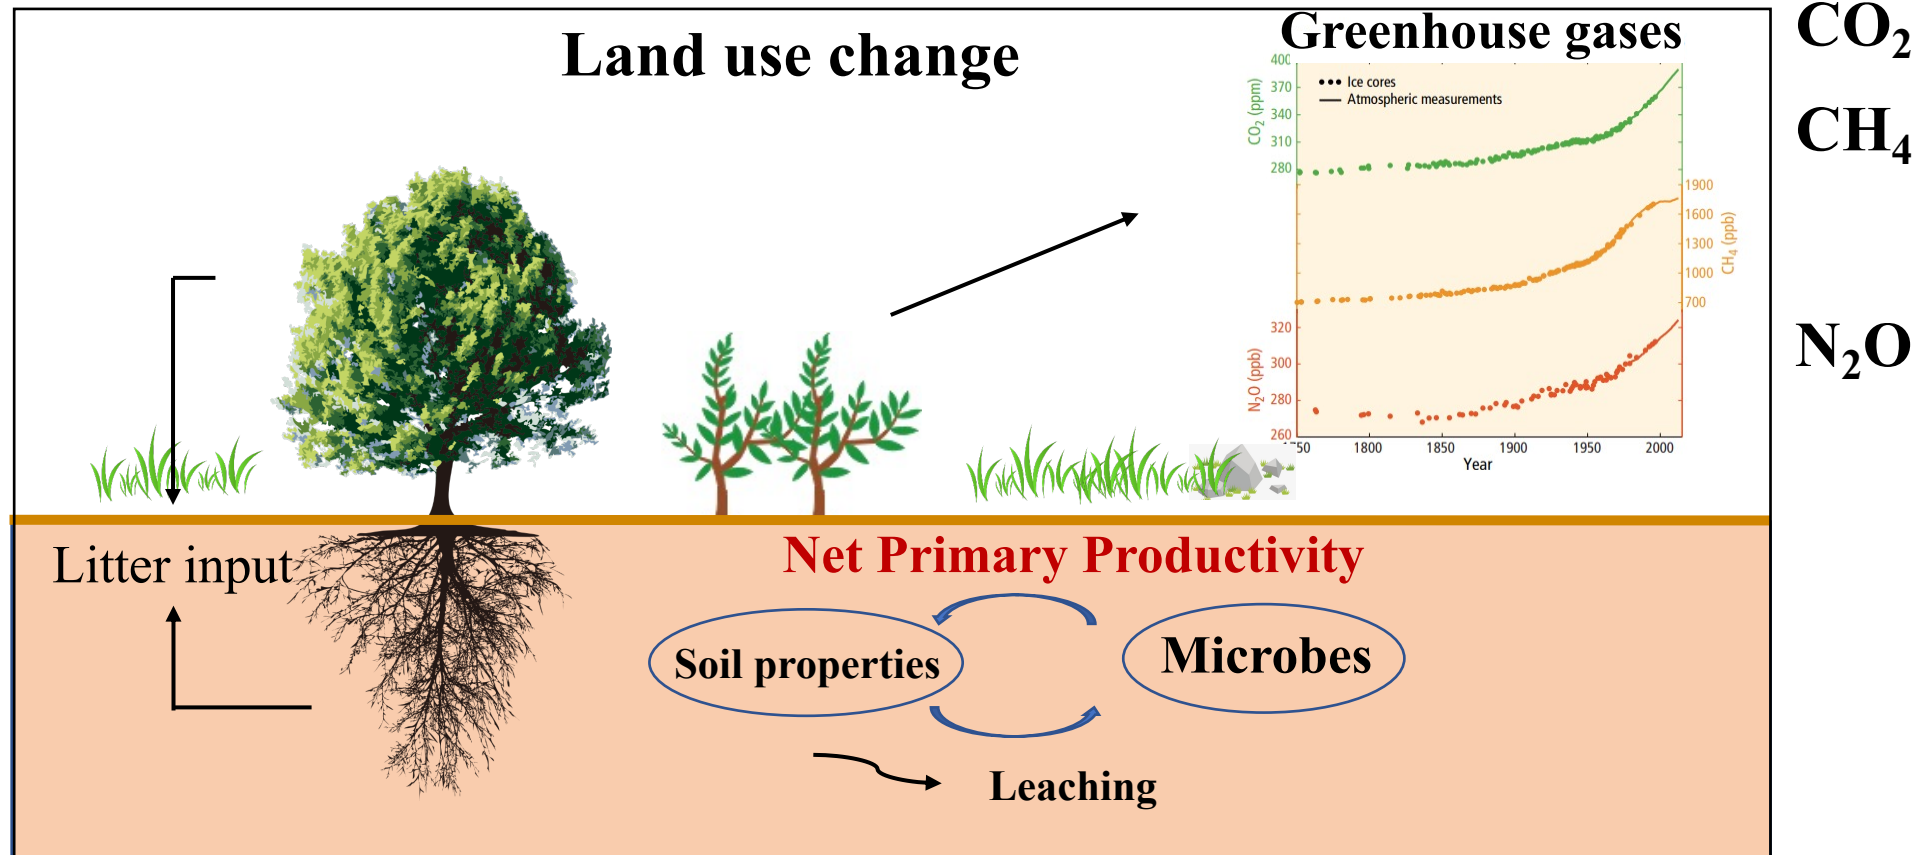 Land use change
Greenhouse gases
CO₂
CH₄
N₂O
400
370
340
310
280
CO₂ (ppm)
Ice cores
Atmospheric measurements
1900
1600
1300
1000
700
CH₄ (ppb)
320
300
280
260
N₂O (ppb)
50
1800
1850
1900
1950
2000
Year
Litter input
Net Primary Productivity
Soil properties
Microbes
Leaching